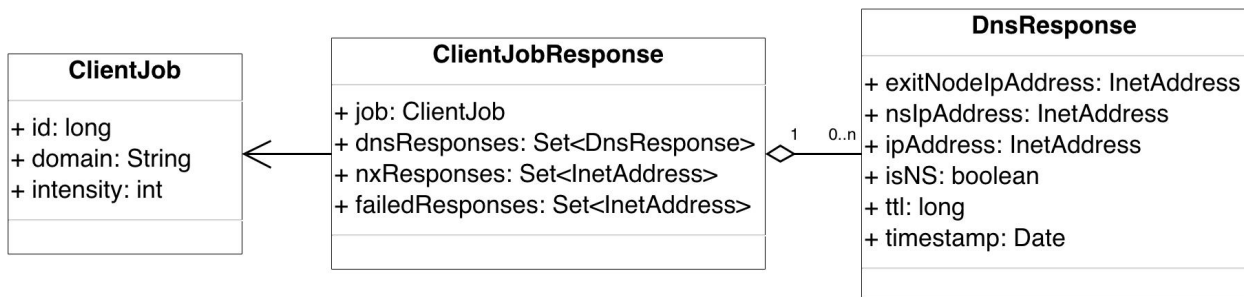 ClientJob
+ id: long
+ domain: String
+ intensity: int
ClientJobResponse
+ job: ClientJob
+ dnsResponses: Set<DnsResponse>
+ nxResponses: Set<InetAddress>
+ failedResponses: Set<InetAddress>
1
0..n
DnsResponse
+ exitNodeIpAddress: InetAddress
+ nsIpAddress: InetAddress
+ ipAddress: InetAddress
+ isNS: boolean
+ ttl: long
+ timestamp: Date